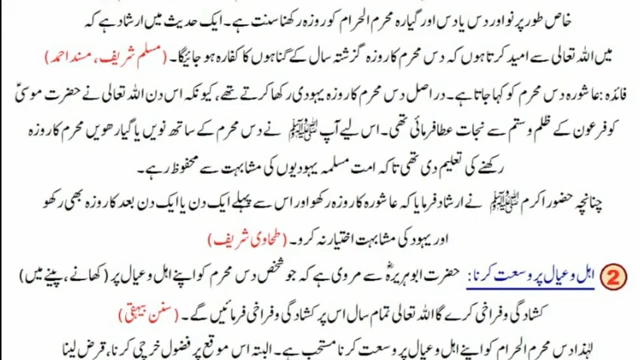 خاص طور پر نو اور دس یا دس اور گیارہ محرم الحرام کو روزہ رکھنا سنت ہے۔ ایک حدیث میں ارشاد ہے کہ
میں اللہ تعالی سے امید کرتا ہوں کہ دس محرم کا روزہ گزشتہ سال کے گناہوں کا کفارہ ہو جائیگا۔ (مسلم شریف، مسند احمد)
فائدہ: عاشورہ دس محرم کو کہا جاتا ہے۔ دراصل دس محرم کا روزہ یہودی رکھا کرتے تھے، کیونکہ اس دن اللہ تعالی نے حضرت موسیٰؑ
کو فرعون کے ظلم و ستم سے نجات عطا فرمائی تھی۔ اس لیے آپ ﷺ نے دس محرم کے ساتھ نویں یا گیارھویں محرم کا روزہ
رکھنے کی تعلیم دی تھی تاکہ امت مسلمہ یہودیوں کی مشابہت سے محفوظ رہے۔
چنانچہ حضور اکرم ﷺ نے ارشاد فرمایا کہ عاشورہ کا روزہ رکھو اور اس سے پہلے ایک دن یا ایک دن بعد کا روزہ بھی رکھو
اور یہود کی مشابہت اختیار نہ کرو۔ (طحاوی شریف)
2 اہل و عیال پر وسعت کرنا: حضرت ابو ہریرہؓ سے مروی ہے کہ جو شخص دس محرم کو اپنے اہل و عیال پر (کھانے، پینے میں)
کشادگی و فراخی کرے گا اللہ تعالی تمام سال اس پر کشادگی و فراخی فرمائیں گے۔ (سنن بیہقی)
لہٰذا دس محرم الحرام کو اپنے اہل و عیال پر وسعت کرنا مستحب ہے۔ البتہ اس موقع پر فضول خرچی کرنا، قرض لینا